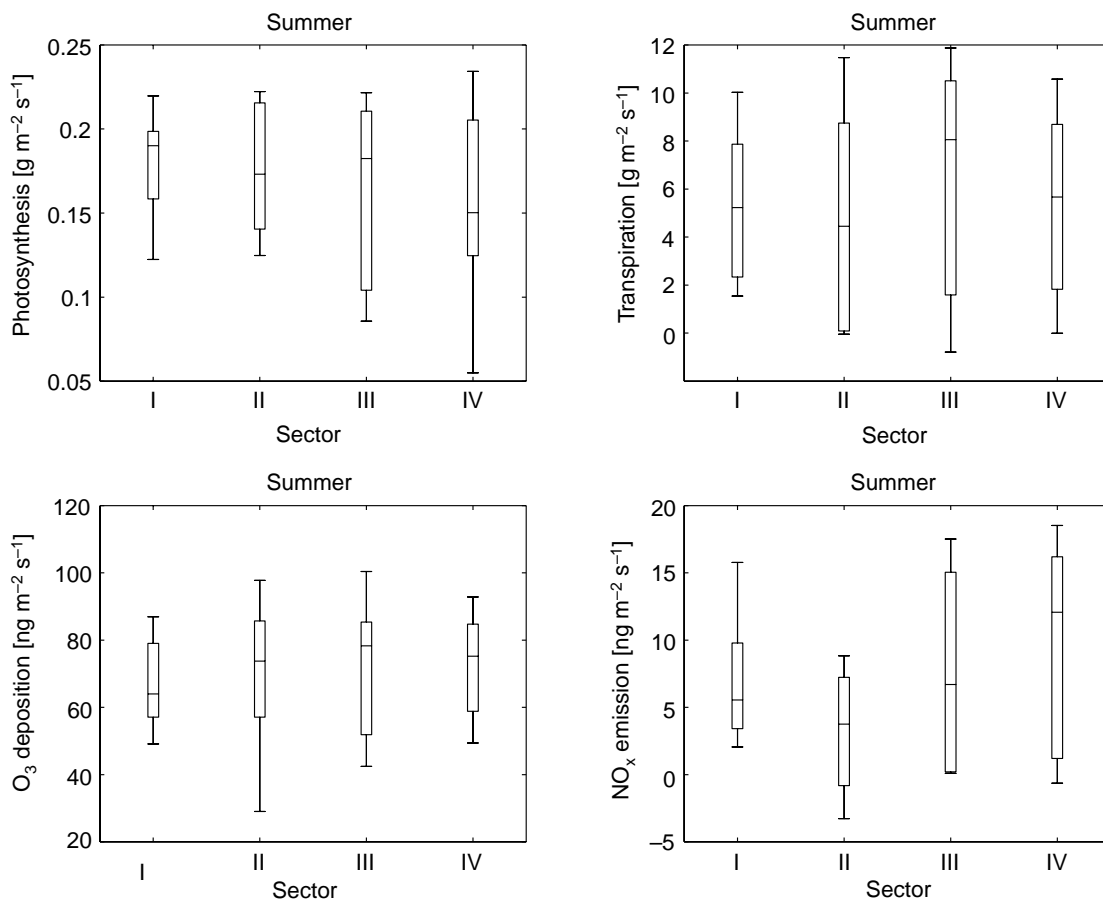 Summer
Photosynthesis [g m⁻² s⁻¹]
0.25
0.2
0.15
0.1
0.05
I II III IV
Sector
Summer
Transpiration [g m⁻² s⁻¹]
12
10
8
6
4
2
0
I II III IV
Sector
Summer
O₃ deposition [ng m⁻² s⁻¹]
120
100
80
60
40
20
I II III IV
Sector
Summer
NOₓ emission [ng m⁻² s⁻¹]
20
15
10
5
0
–5
I II III IV
Sector